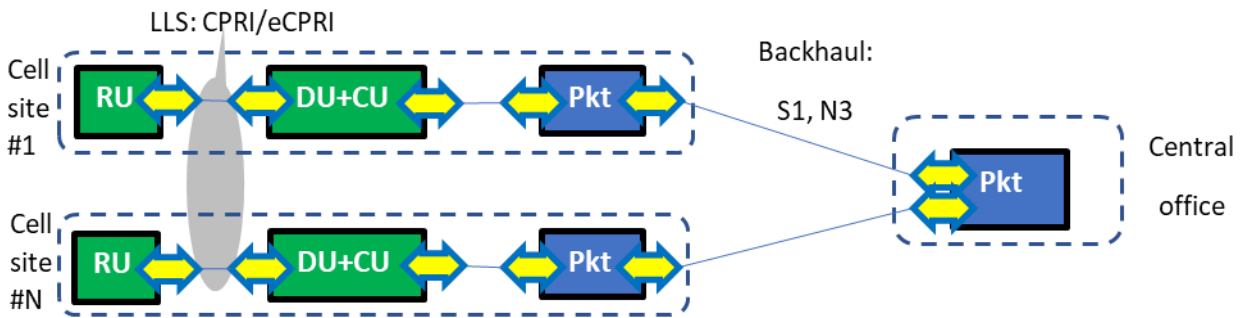 LLS: CPRI/eCPRI
Cell
site
#1
RU
DU+CU
Pkt
Backhaul:
S1, N3
Cell
site
#N
RU
DU+CU
Pkt
Pkt
Central
office